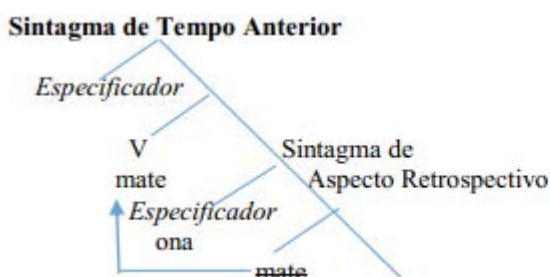 Sintagma de Tempo Anterior
Especificador
V
Sintagma de
mate
Aspecto Retrospectivo
Especificador
ona
mate